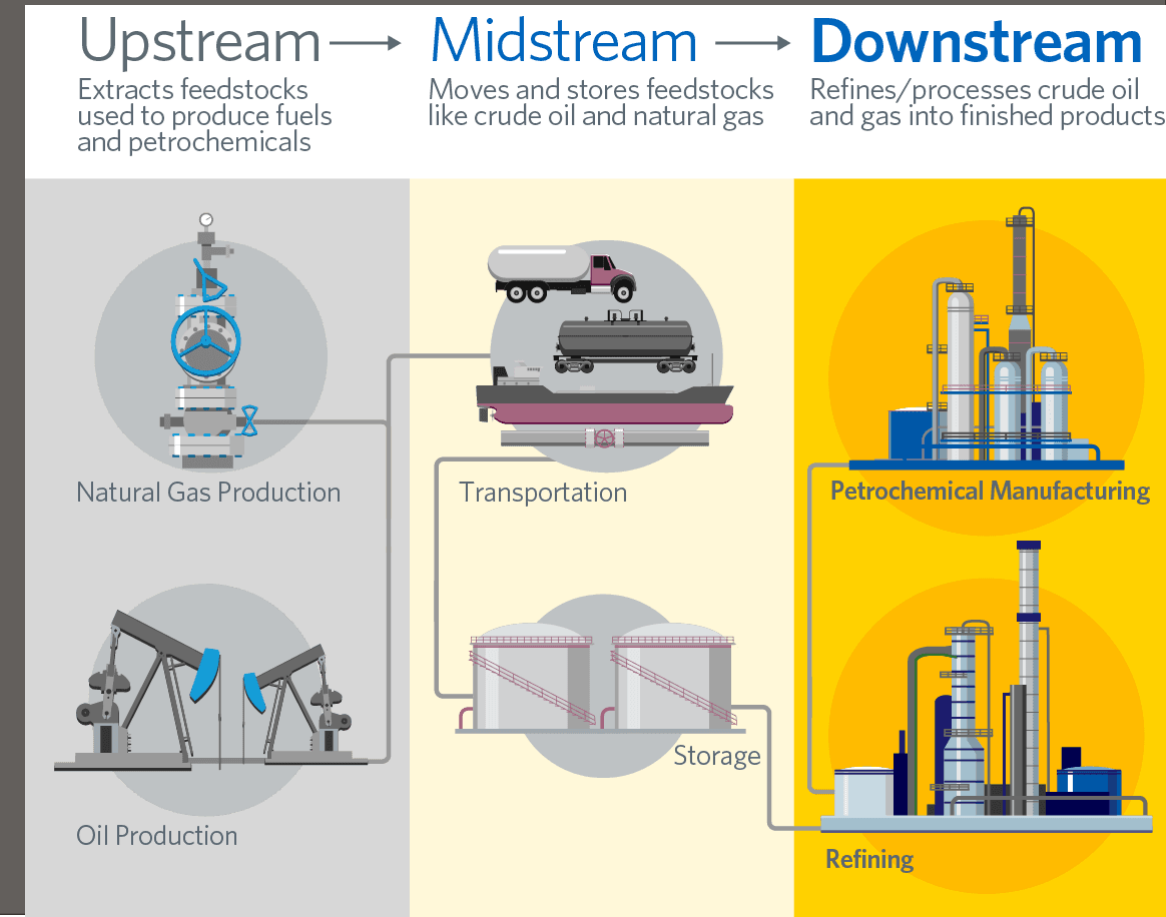 Upstream
Extracts feedstocks
used to produce fuels
and petrochemicals
Midstream
Moves and stores feedstocks
like crude oil and natural gas
Downstream
Refines/processes crude oil
and gas into finished products
Natural Gas Production
Oil Production
Transportation
Storage
Petrochemical Manufacturing
Refining